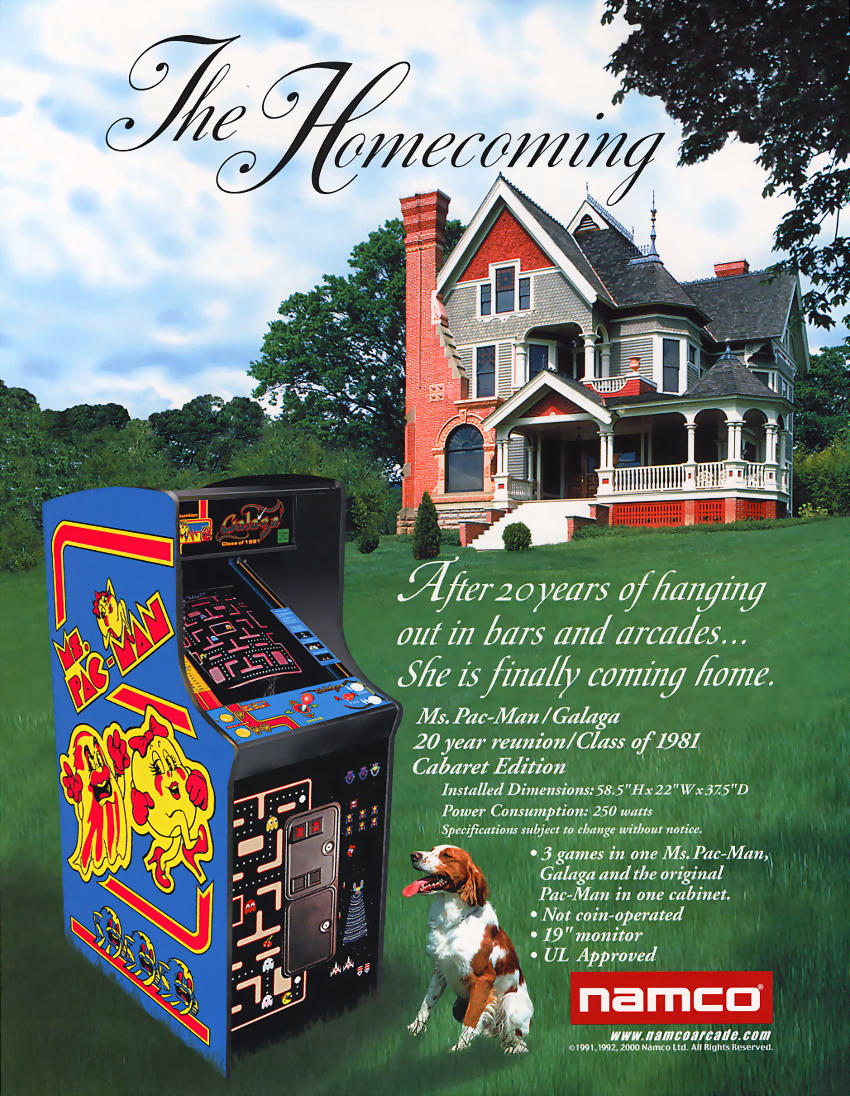 The Homecoming
Galaga
Class of 1981
MS.
PAC-MAN
After 20 years of hanging
out in bars and arcades...
She is finally coming home.
Ms. Pac-Man/Galaga
20 year reunion/Class of 1981
Cabaret Edition
Installed Dimensions: 58.5"H x 22"W x 37.5"D
Power Consumption: 250 watts
Specifications subject to change without notice.
• 3 games in one Ms. Pac-Man,
Galaga and the original
Pac-Man in one cabinet.
• Not coin-operated
• 19" monitor
• UL Approved
namco®
www.namcoarcade.com
©1991, 1992, 2000 Namco Ltd. All Rights Reserved.